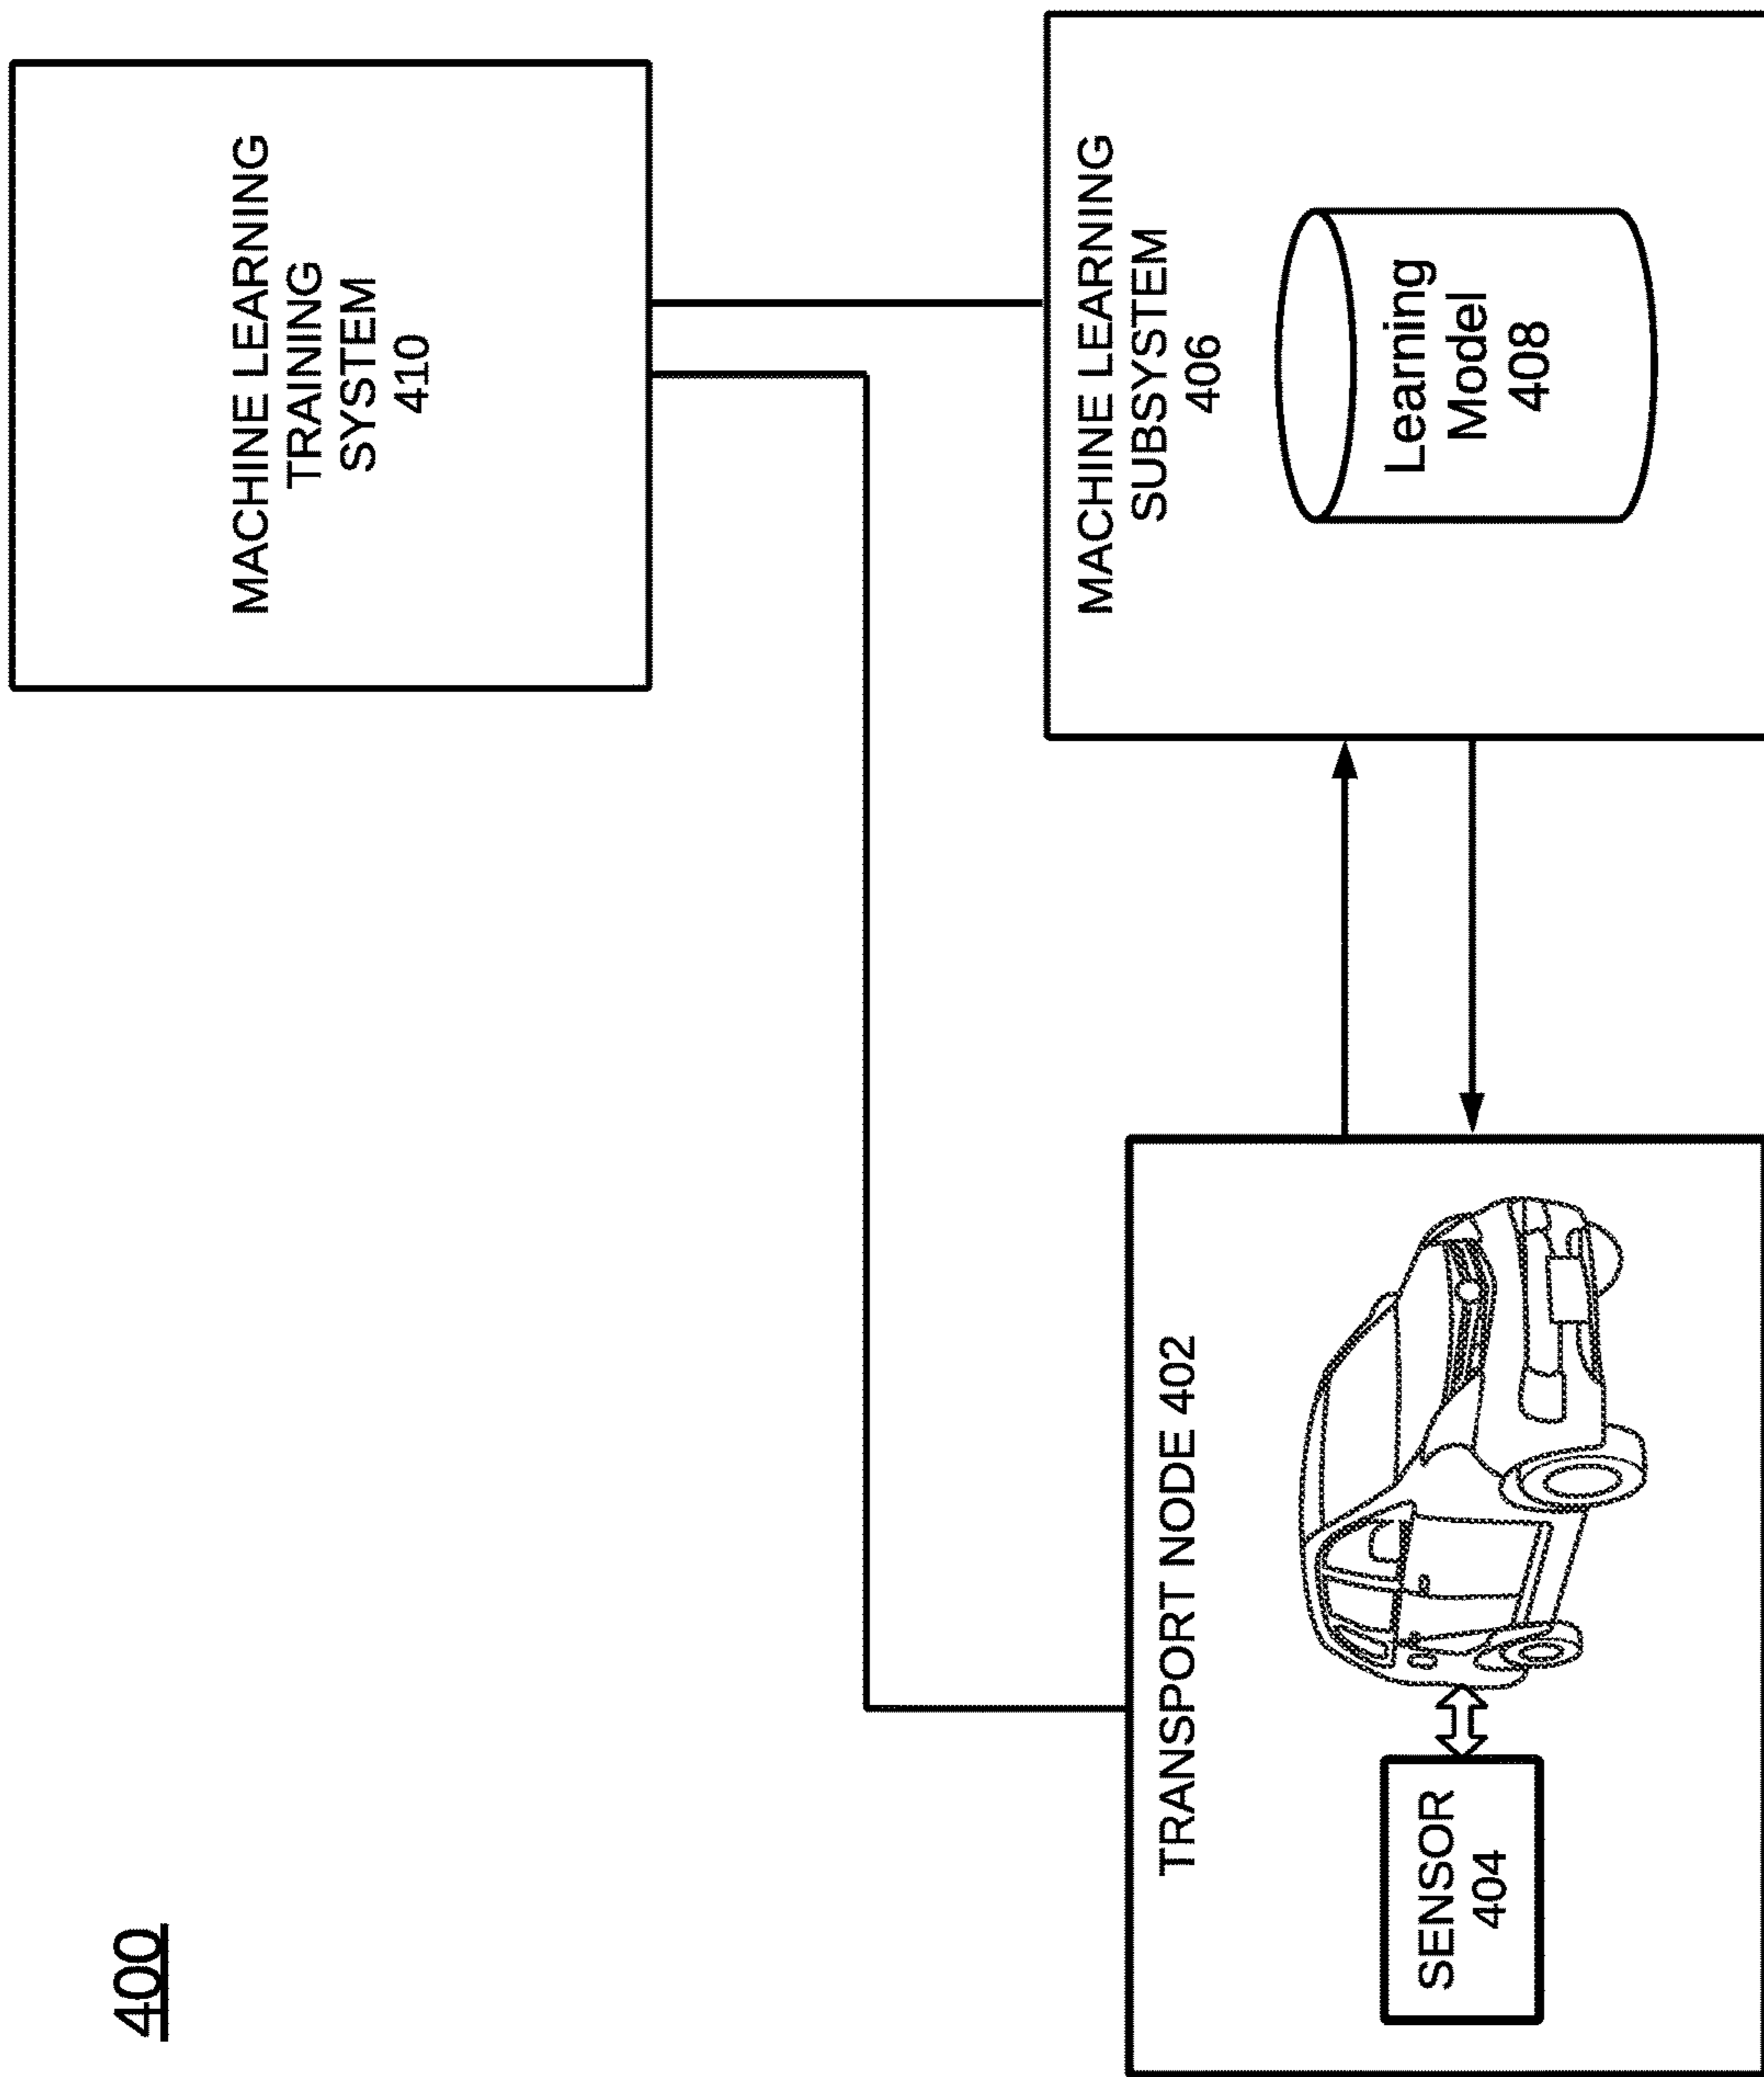 400
MACHINE LEARNING
TRAINING
SYSTEM
410
TRANSPORT NODE 402
SENSOR
404
MACHINE LEARNING
SUBSYSTEM
406
Learning
Model
408